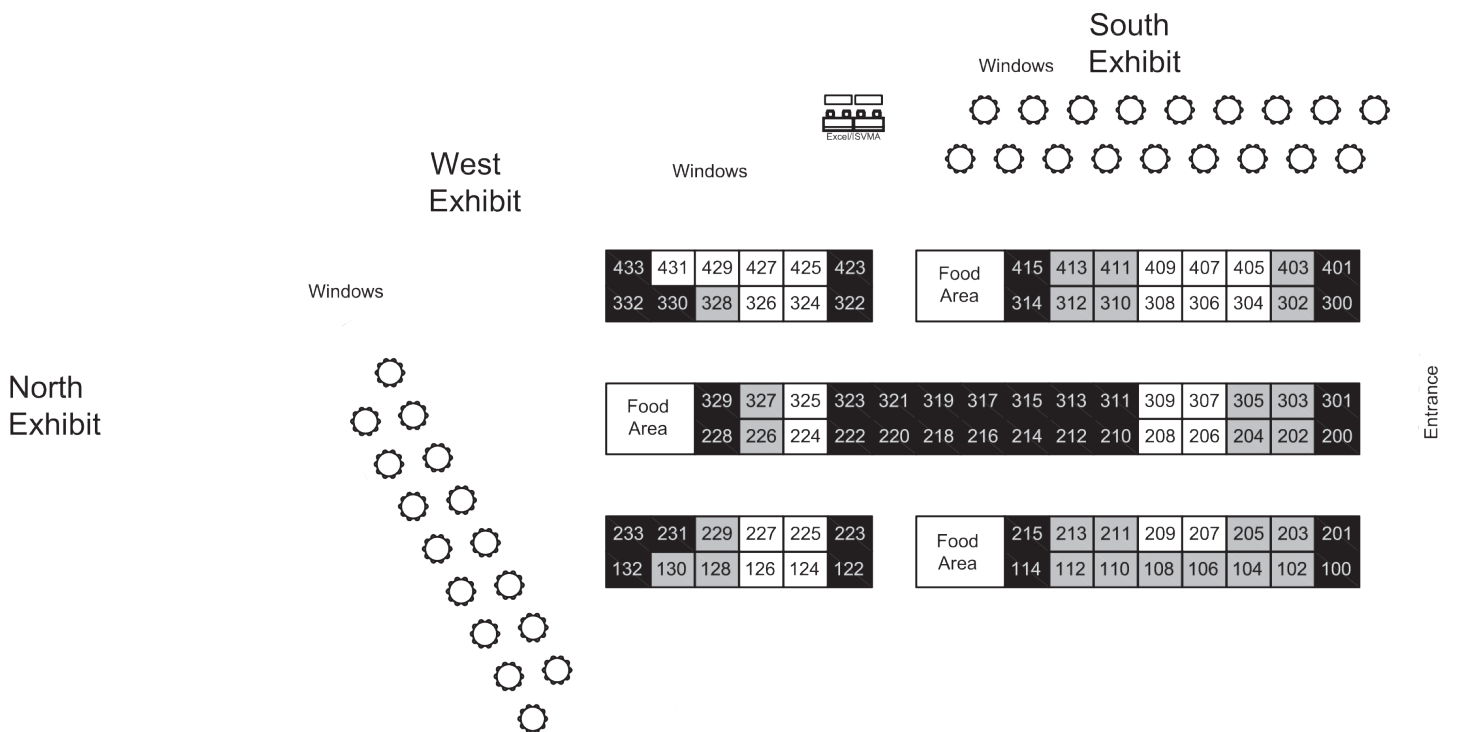 South
Exhibit
Windows
Excel/ISVMA
West
Exhibit
Windows
Windows
North
Exhibit
433 431 429 427 425 423
332 330 328 326 324 322
Food
Area
415 413 411 409 407 405 403 401
314 312 310 308 306 304 302 300
Food
Area
329 327 325 323 321 319 317 315 313 311 309 307 305 303 301
228 226 224 222 220 218 216 214 212 210 208 206 204 202 200
Entrance
233 231 229 227 225 223
132 130 128 126 124 122
Food
Area
215 213 211 209 207 205 203 201
114 112 110 108 106 104 102 100